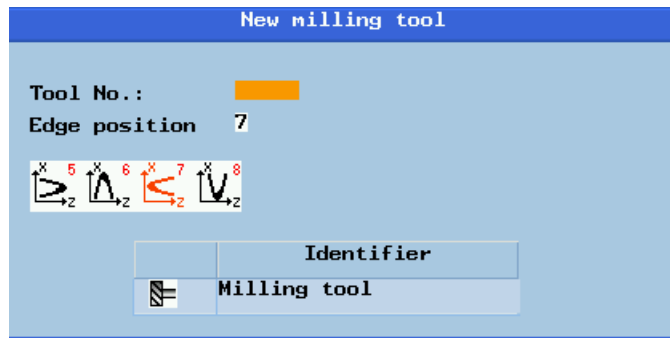 New milling tool
Tool No.:
Edge position 7
X 5 X 6 X 7 X 8
Z Z Z Z
Identifier
Milling tool